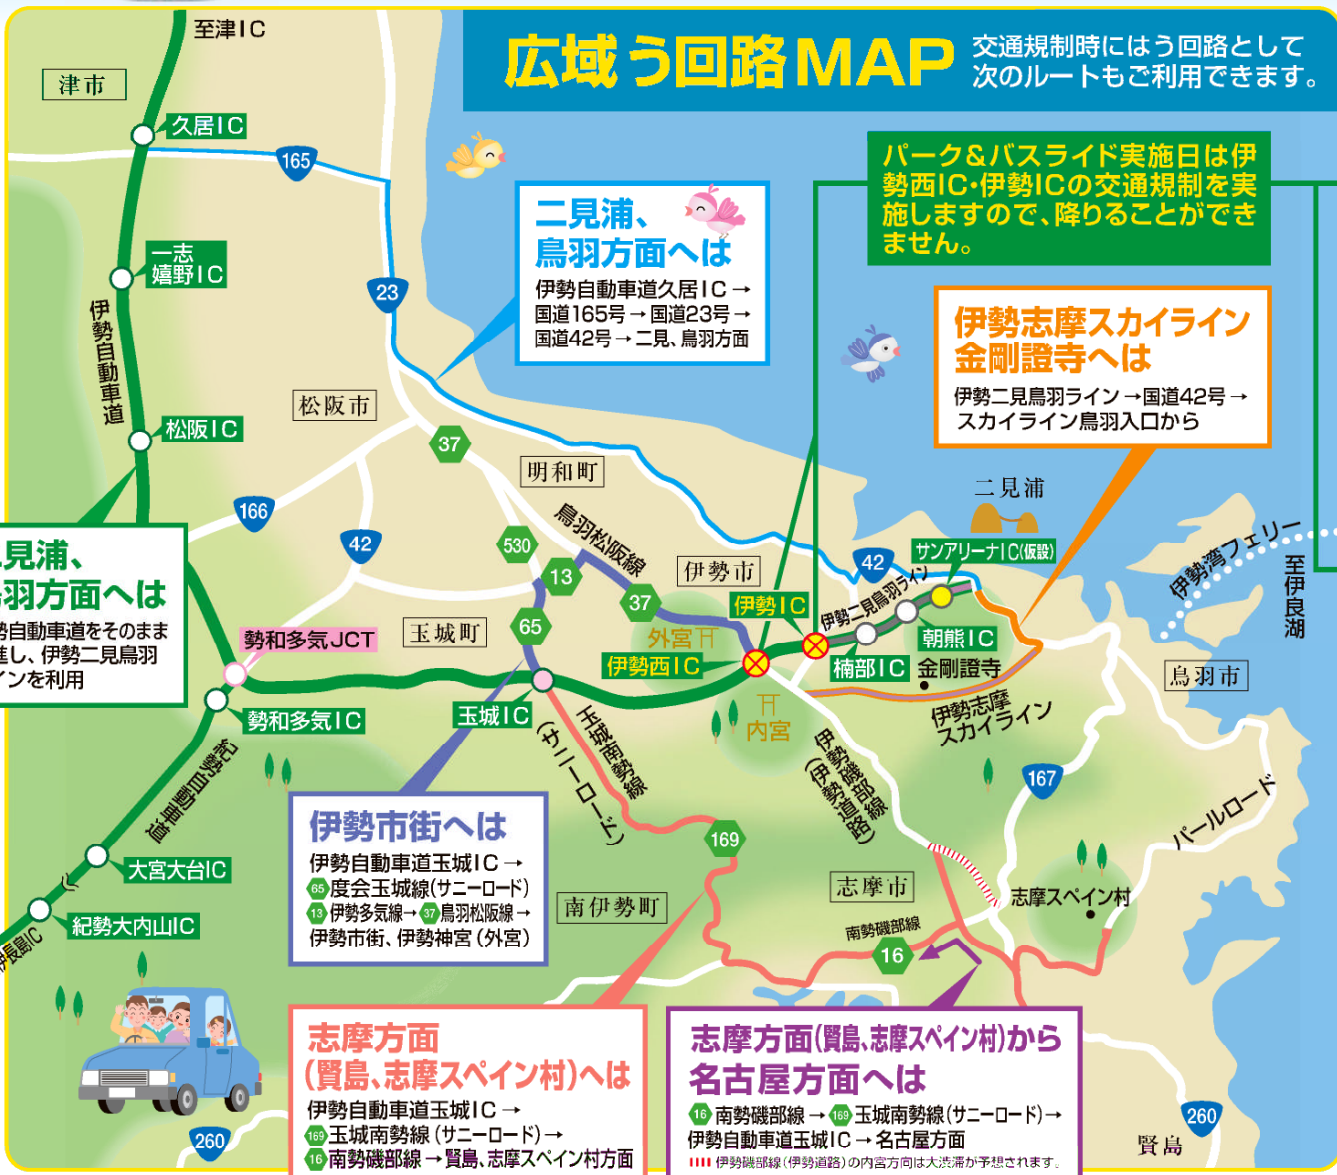 広域う回路MAP
交通規制時にはう回路として
次のルートもご利用できます。
至津IC
津市
久居IC
165
パーク&バスライド実施日は伊
勢西IC・伊勢ICの交通規制を実
施しますので、降りることができ
ません。
二見浦、
鳥羽方面へは
伊勢自動車道久居IC→
国道165号→国道23号→
国道42号→二見、鳥羽方面
一志
嬉野IC
23
伊勢自動車道
伊勢志摩スカイライン
金剛證寺へは
伊勢二見鳥羽ライン→国道42号→
スカイライン鳥羽入口から
松阪市
松阪IC
37
明和町
二見浦
166
42
鳥羽松阪線
530
13
伊勢市
42
サンアリーナIC(仮設)
伊勢湾フェリー
至伊良湖
見浦、
羽方面へは
勢自動車道をそのまま
進し、伊勢二見鳥羽
インを利用
伊勢二見鳥羽ライン
37
伊勢IC
65
玉城町
外宮
朝熊IC
勢和多気JCT
伊勢西IC
楠部IC
金剛證寺
鳥羽市
勢和多気IC
玉城IC
内宮
伊勢志摩
スカイライン
玉城南勢線
(サニーロード)
伊勢磯部線
(伊勢道路)
紀勢自動車道
167
パールロード
伊勢市街へは
伊勢自動車道玉城IC→
65度会玉城線(サニーロード)
13伊勢多気線→37鳥羽松阪線→
伊勢市街、伊勢神宮(外宮)
169
大宮大台IC
志摩市
志摩スペイン村
南伊勢町
紀勢大内山IC
伊長島IC
南勢磯部線
16
志摩方面
(賢島、志摩スペイン村)へは
伊勢自動車道玉城IC→
169玉城南勢線(サニーロード)→
16南勢磯部線→賢島、志摩スペイン村方面
志摩方面(賢島、志摩スペイン村)から
名古屋方面へは
16南勢磯部線→169玉城南勢線(サニーロード)→
伊勢自動車道玉城IC→名古屋方面
伊勢磯部線(伊勢道路)の内宮方向は大渋滞が予想されます。
260
260
賢島